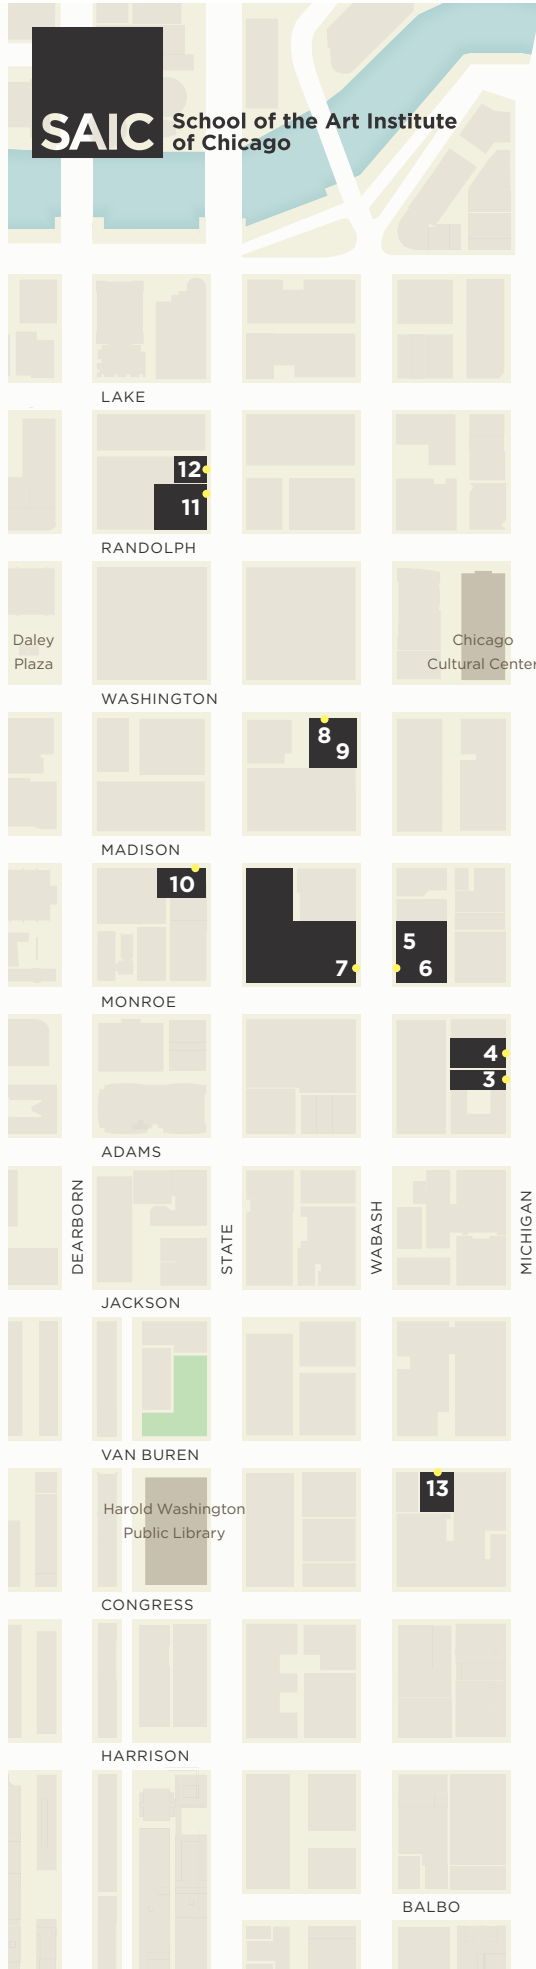 SAIC
School of the Art Institute
of Chicago
LAKE
12
11
RANDOLPH
Daley
Plaza
Chicago
Cultural Center
WASHINGTON
8
9
MADISON
10
5
7
6
MONROE
4
3
ADAMS
DEARBORN
STATE
WABASH
MICHIGAN
JACKSON
VAN BUREN
13
Harold Washington
Public Library
CONGRESS
HARRISON
BALBO